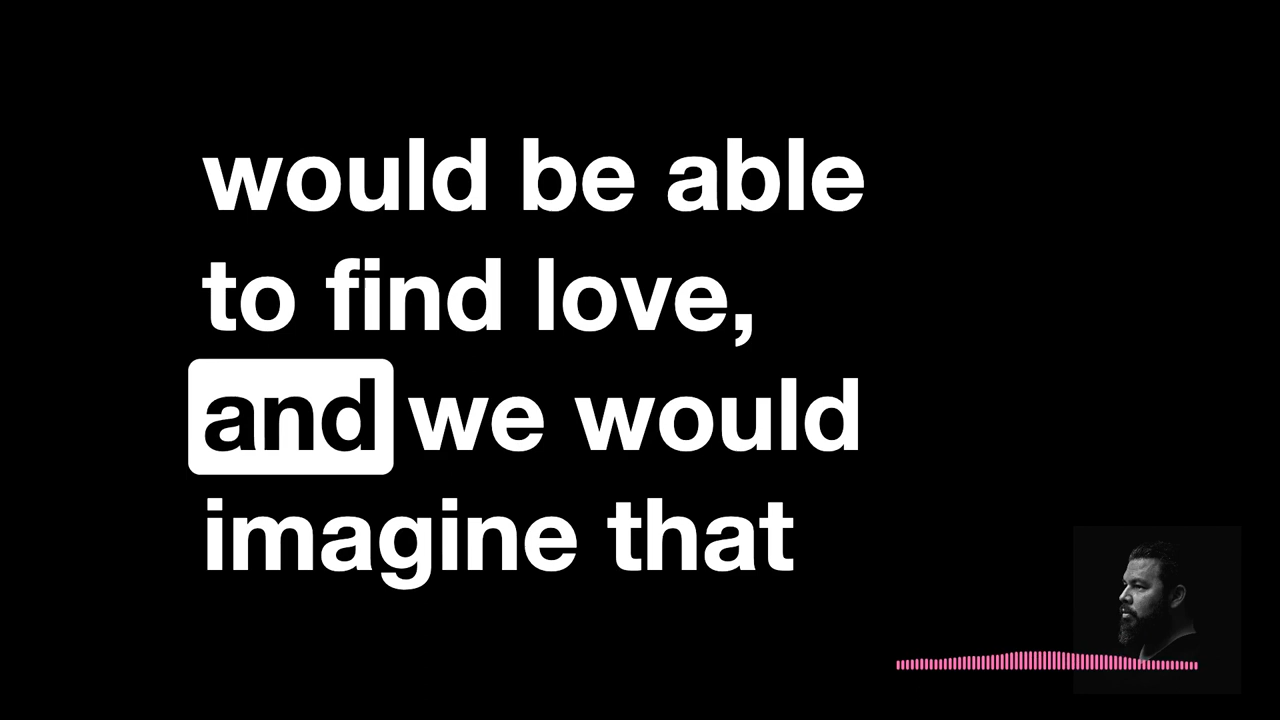 would be able
to find love,
and we would
imagine that